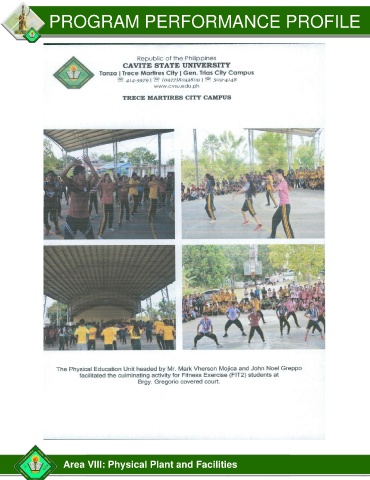 PROGRAM PERFORMANCE PROFILE
Republic of the Philippines
CAVITE STATE UNIVERSITY
Tanza | Trece Martires City | Gen. Trias City Campus
☏ 414-3979 | ☏
www.cvsu.edu.ph
TRECE MARTIRES CITY CAMPUS
The Physical Education Unit headed by Mr. Mark Vherson Mojica and John Noel Greppo
facilitated the culminating activity for Fitness Exercise (FIT2) students at
Brgy. Gregorio covered court.
Area VIII: Physical Plant and Facilities